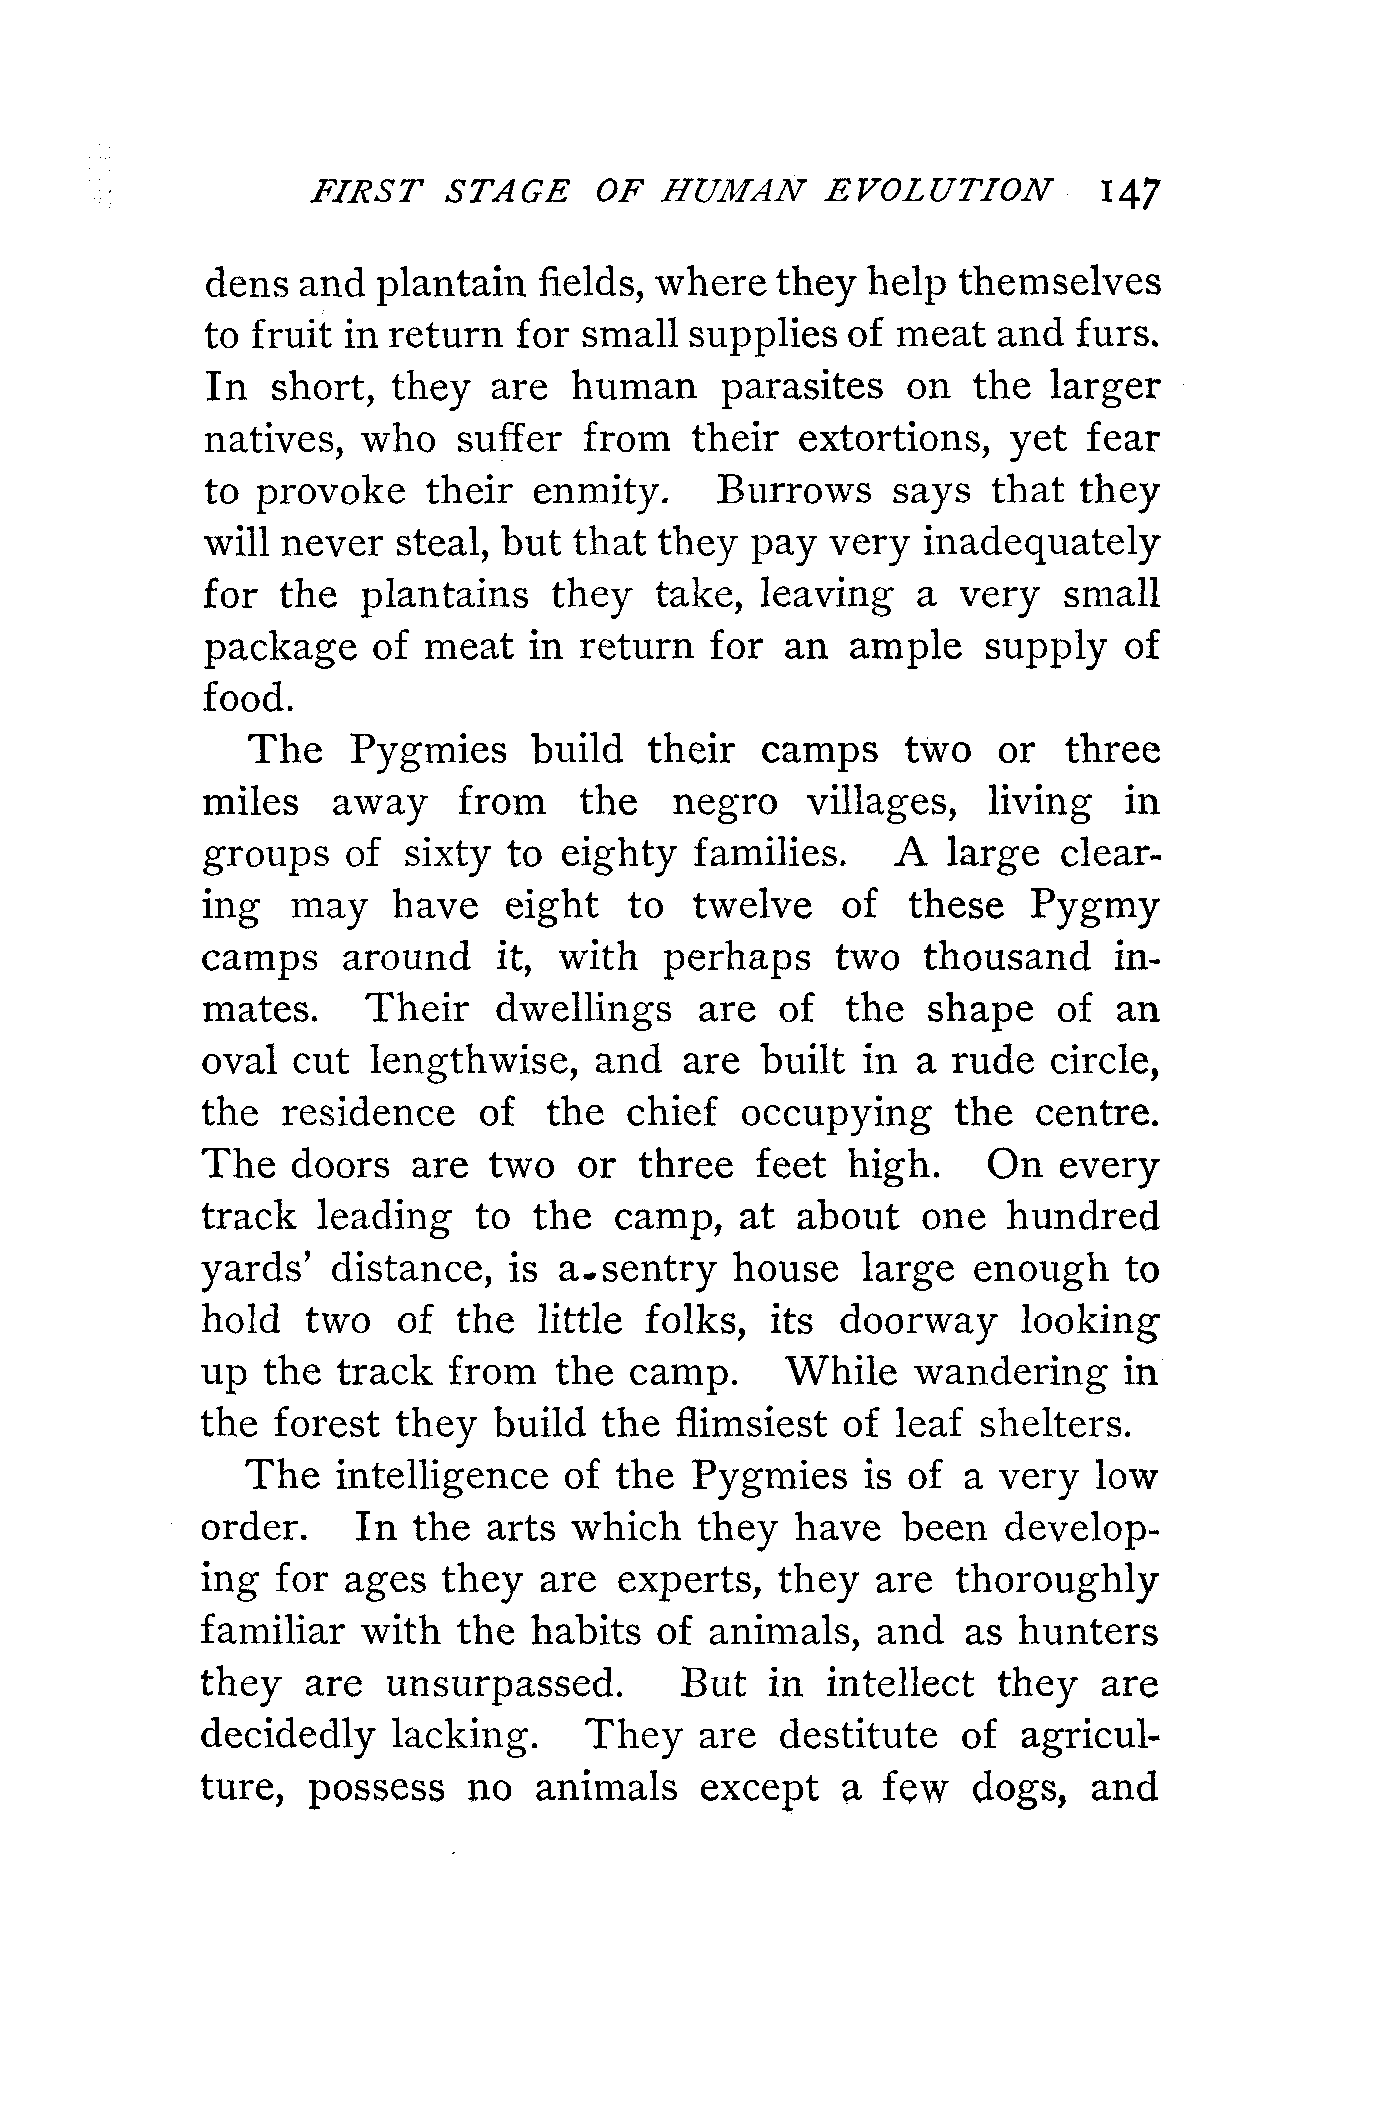 FIRST STAGE OF HUMAN EVOLUTION 147
dens and plantain fields, where they help themselves
to fruit in return for small supplies of meat and furs.
In short, they are human parasites on the larger
natives, who suffer from their extortions, yet fear
to provoke their enmity. Burrows says that they
will never steal, but that they pay very inadequately
for the plantains they take, leaving a very small
package of meat in return for an ample supply of
food.
The Pygmies build their camps two or three
miles away from the negro villages, living in
groups of sixty to eighty families. A large clear-
ing may have eight to twelve of these Pygmy
camps around it, with perhaps two thousand in-
mates. Their dwellings are of the shape of an
oval cut lengthwise, and are built in a rude circle,
the residence of the chief occupying the centre.
The doors are two or three feet high. On every
track leading to the camp, at about one hundred
yards' distance, is a sentry house large enough to
hold two of the little folks, its doorway looking
up the track from the camp. While wandering in
the forest they build the flimsiest of leaf shelters.
The intelligence of the Pygmies is of a very low
order. In the arts which they have been develop-
ing for ages they are experts, they are thoroughly
familiar with the habits of animals, and as hunters
they are unsurpassed. But in intellect they are
decidedly lacking. They are destitute of agricul-
ture, possess no animals except a few dogs, and